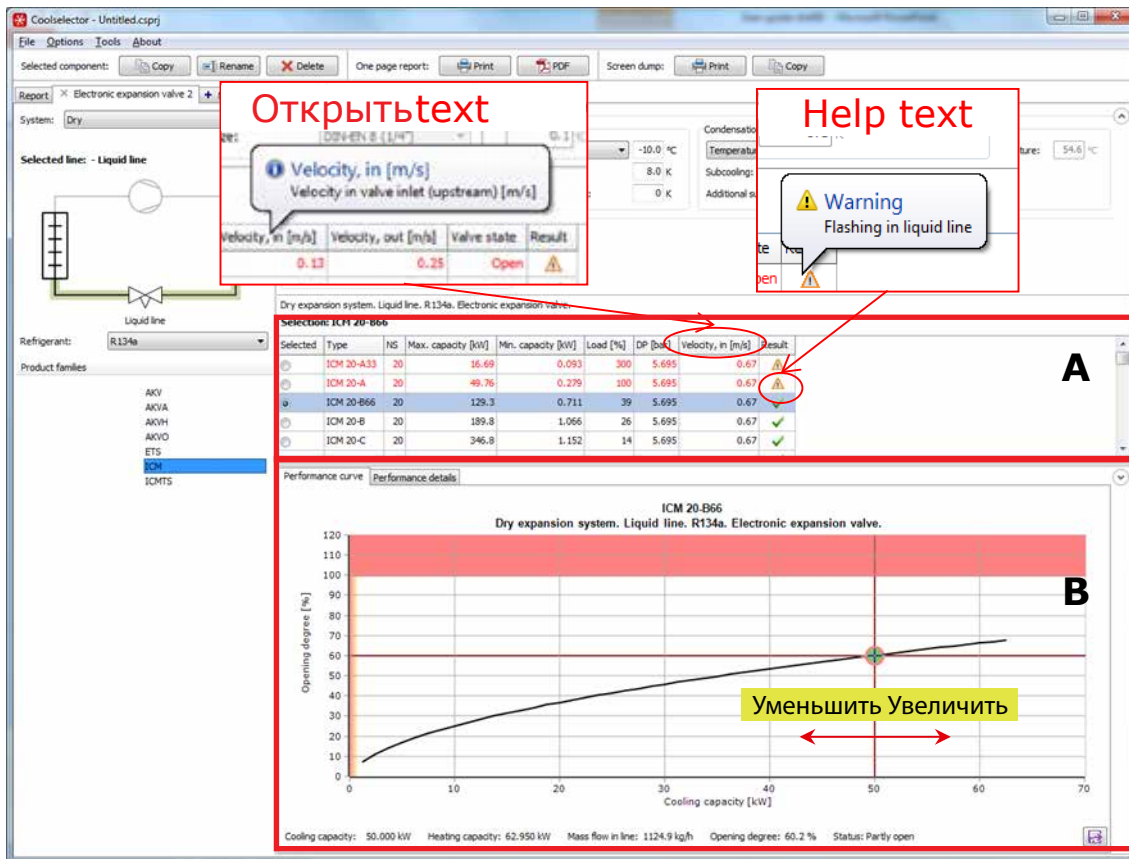 Coolselector - Untitled.csprj
File Options Tools About
Selected component: Copy Rename Delete One page report: Print PDF Screen dump: Print Copy
Report Electronic expansion valve 2
System: Dry
Selected line: - Liquid line
Liquid line
Refrigerant: R134a
Product families
AKV
AKVA
AKVH
AKVO
ETS
ICM
ICMTS
Открытьtext
DIN-EN 8 (1/4")
Velocity, in [m/s]
Velocity in valve inlet (upstream) [m/s]
Velocity, in [m/s] Velocity, out [m/s] Valve state Result
0.13 0.25 Open
-10.0 °C
8.0 K
0 K
Temperatur
Subcooling:
Additional
54.6 °C
Help text
Warning
Flashing in liquid line
Dry expansion system. Liquid line. R134a. Electronic expansion valve.
Selection: ICM 20-B66
Selected Type NS Max. capacity [kW] Min. capacity [kW] Load [%] DP [bar] Velocity, in [m/s] Result
ICM 20-A33 20 16.69 0.093 300 5.695 0.67
ICM 20-A 20 49.76 0.279 100 5.695 0.67
ICM 20-B66 20 129.3 0.711 39 5.695 0.67
ICM 20-B 20 189.8 1.066 26 5.695 0.67
ICM 20-C 20 346.8 1.152 14 5.695 0.67
A
Performance curve Performance details
ICM 20-B66
Dry expansion system. Liquid line. R134a. Electronic expansion valve.
Opening degree [%]
120
110
100
90
80
70
60
50
40
30
20
10
0
B
Уменьшить Увеличить
0 10 20 30 40 50 60 70
Cooling capacity [kW]
Cooling capacity: 50.000 kW Heating capacity: 62.950 kW Mass flow in line: 1124.9 kg/h Opening degree: 60.2 % Status: Partly open